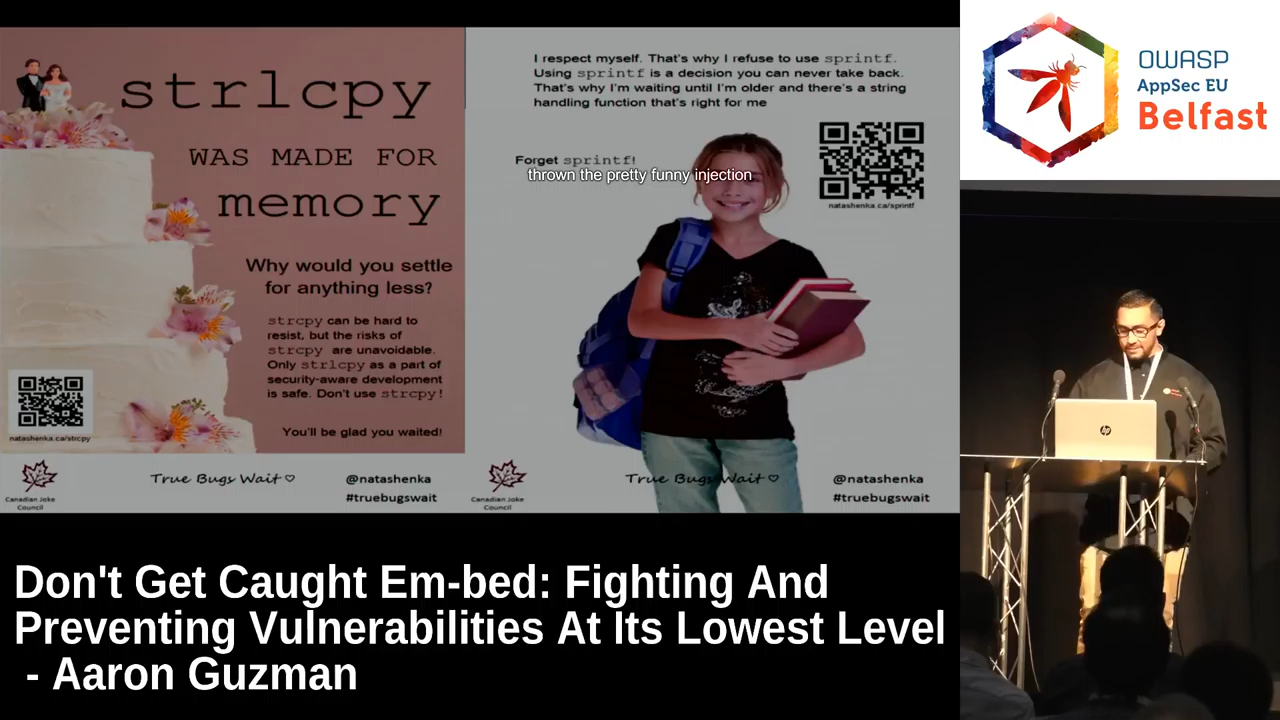 strlcpy
WAS MADE FOR
memory
Why would you settle
for anything less?
strcpy can be hard to
resist, but the risks of
strcpy are unavoidable.
Only strlcpy as a part of
security-aware development
is safe. Don't use strcpy!
You'll be glad you waited!
natashenka.ca/strcpy
Canadian Joke
Council
True Bugs Wait ♡
@natashenka
#truebugswait
I respect myself. That's why I refuse to use sprintf.
Using sprintf is a decision you can never take back.
That's why I'm waiting until I'm older and there's a string
handling function that's right for me
Forget sprintf!
thrown the pretty funny injection
natashenka.ca/sprintf
Canadian Joke
Council
True Bugs Wait ♡
@natashenka
#truebugswait
OWASP
AppSec EU
Belfast
hp
Don't Get Caught Em-bed: Fighting And
Preventing Vulnerabilities At Its Lowest Level
- Aaron Guzman